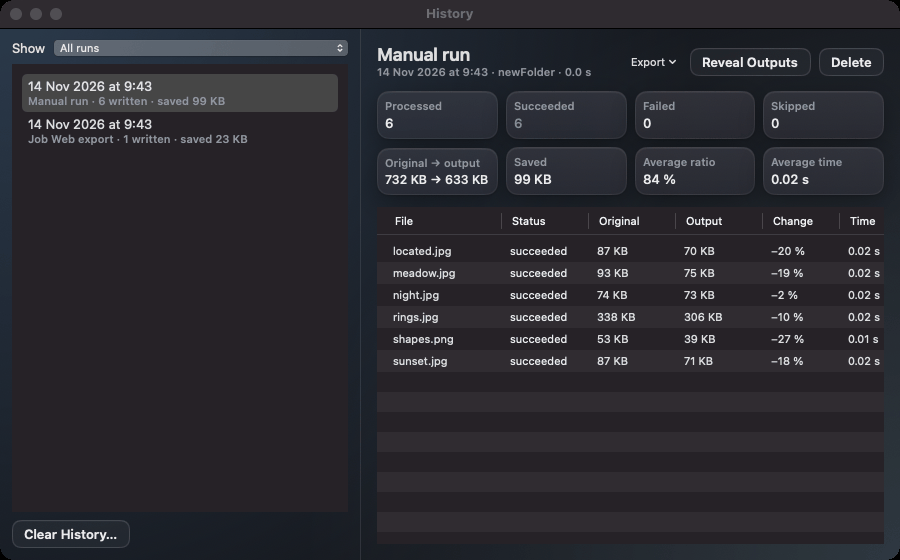 History
Show All runs
14 Nov 2026 at 9:43
Manual run · 6 written · saved 99 KB
14 Nov 2026 at 9:43
Job Web export · 1 written · saved 23 KB
Clear History...
Manual run
14 Nov 2026 at 9:43 · newFolder · 0.0 s
Export Reveal Outputs Delete
Processed Succeeded Failed Skipped
6 6 0 0
Original → output Saved Average ratio Average time
732 KB → 633 KB 99 KB 84 % 0.02 s
File Status Original Output Change Time
located.jpg succeeded 87 KB 70 KB −20 % 0.02 s
meadow.jpg succeeded 93 KB 75 KB −19 % 0.02 s
night.jpg succeeded 74 KB 73 KB −2 % 0.02 s
rings.jpg succeeded 338 KB 306 KB −10 % 0.02 s
shapes.png succeeded 53 KB 39 KB −27 % 0.01 s
sunset.jpg succeeded 87 KB 71 KB −18 % 0.02 s